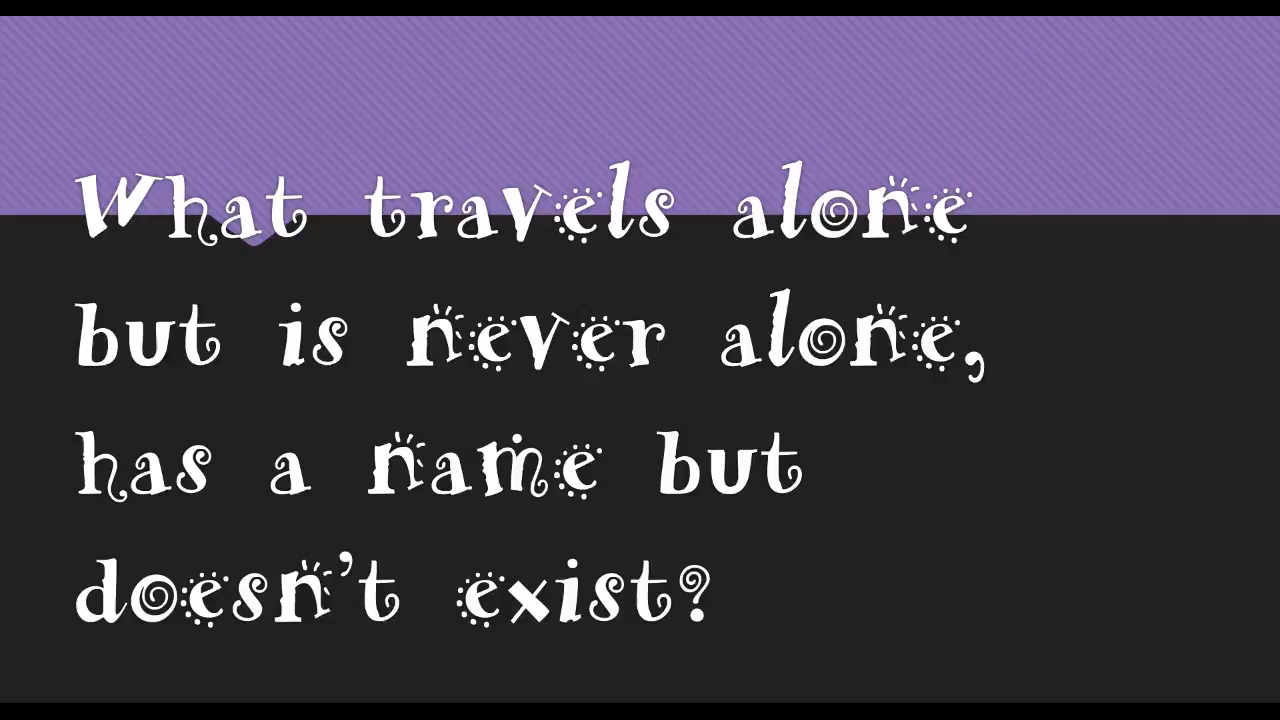 What travels alone
but is never alone,
has a name but
doesn't exist?